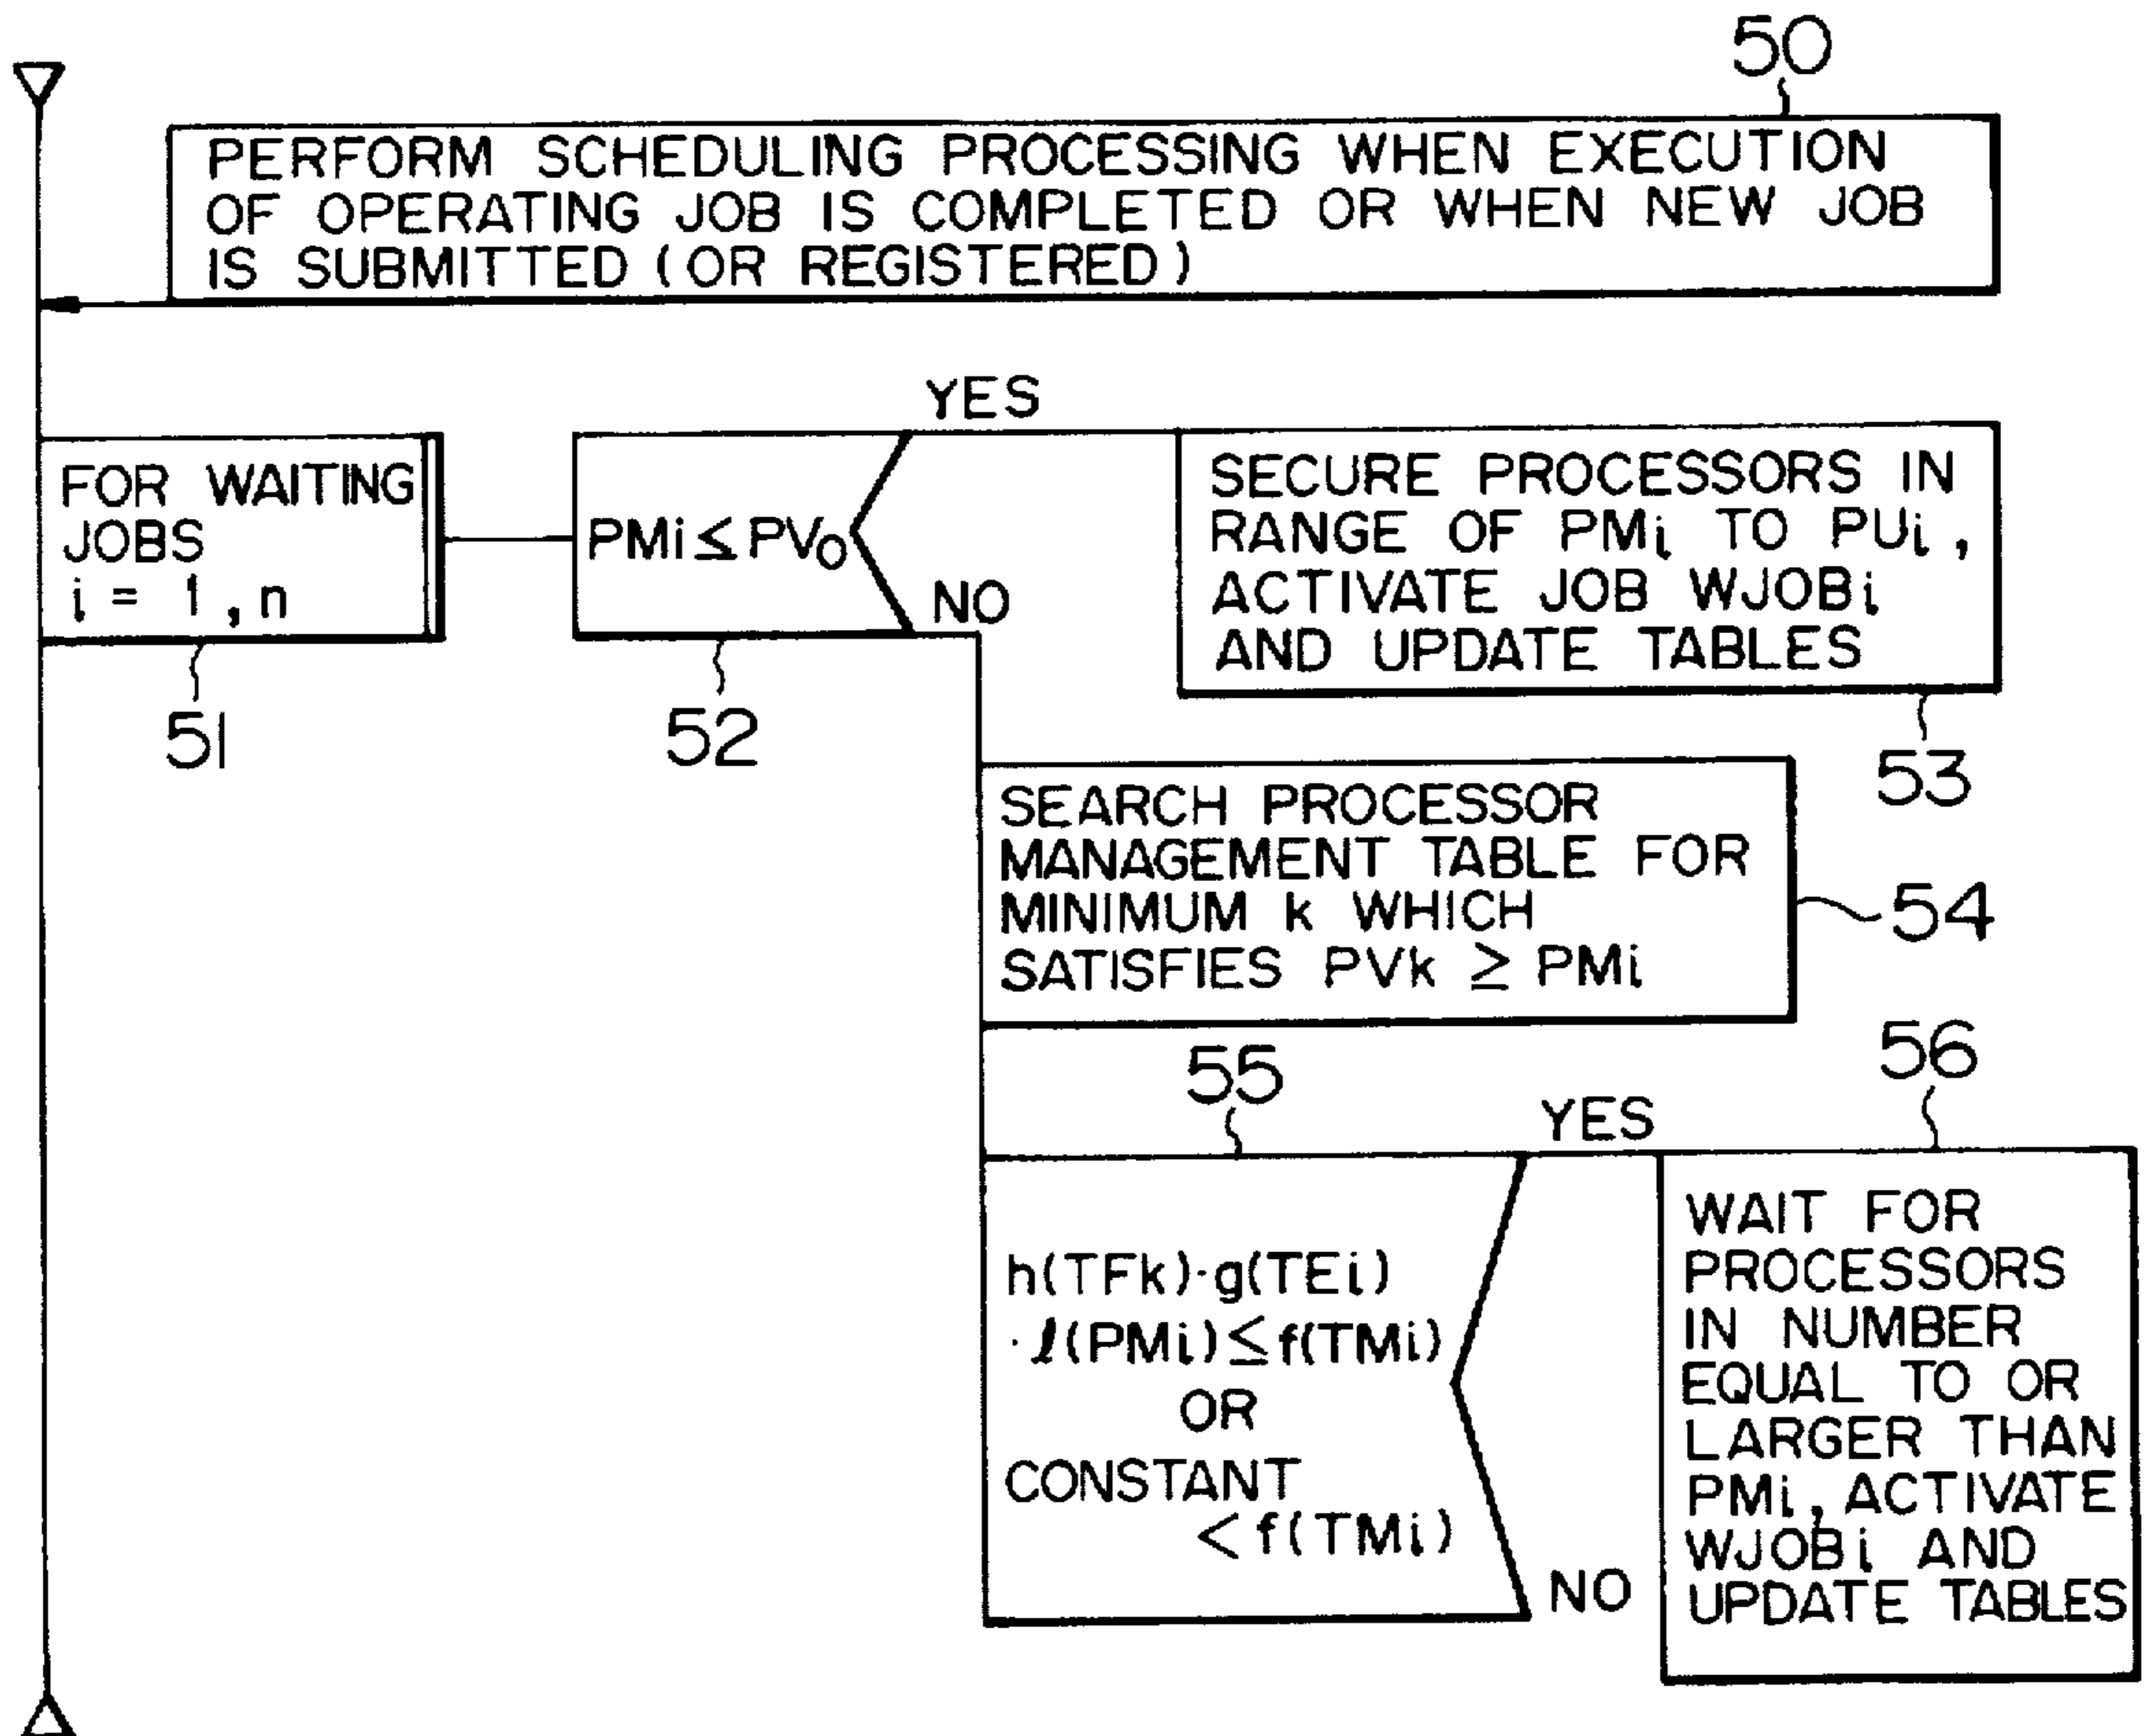 50
PERFORM SCHEDULING PROCESSING WHEN EXECUTION
OF OPERATING JOB IS COMPLETED OR WHEN NEW JOB
IS SUBMITTED (OR REGISTERED)
YES
FOR WAITING
JOBS
i = 1, n
51
PMi ≤ PV0
NO
52
SECURE PROCESSORS IN
RANGE OF PMi TO PUi,
ACTIVATE JOB WJOBi
AND UPDATE TABLES
53
SEARCH PROCESSOR
MANAGEMENT TABLE FOR
MINIMUM k WHICH
SATISFIES PVk ≥ PMi
54
55
h(TFk)·g(TEi)
·l(PMi) ≤ f(TMi)
OR
CONSTANT
< f(TMi)
YES
NO
56
WAIT FOR
PROCESSORS
IN NUMBER
EQUAL TO OR
LARGER THAN
PMi, ACTIVATE
WJOBi AND
UPDATE TABLES